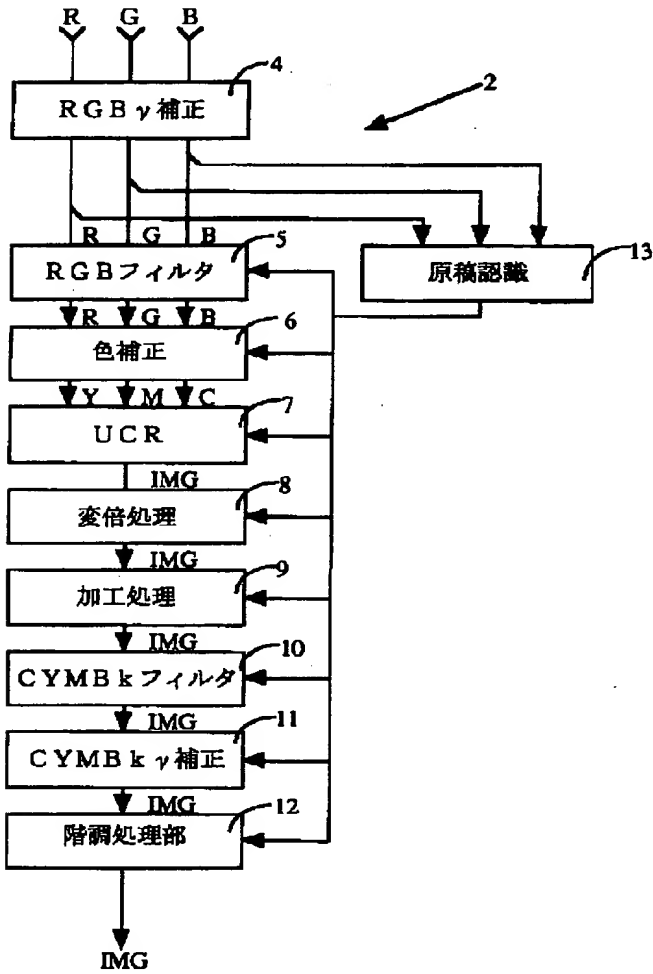 R G B
4
RGBγ補正
2
R G B
5
RGBフィルタ
原稿認識
13
R G B
6
色補正
Y M C
7
UCR
IMG
8
変倍処理
IMG
9
加工処理
IMG
10
CYMBkフィルタ
IMG
11
CYMBkγ補正
IMG
12
階調処理部
IMG